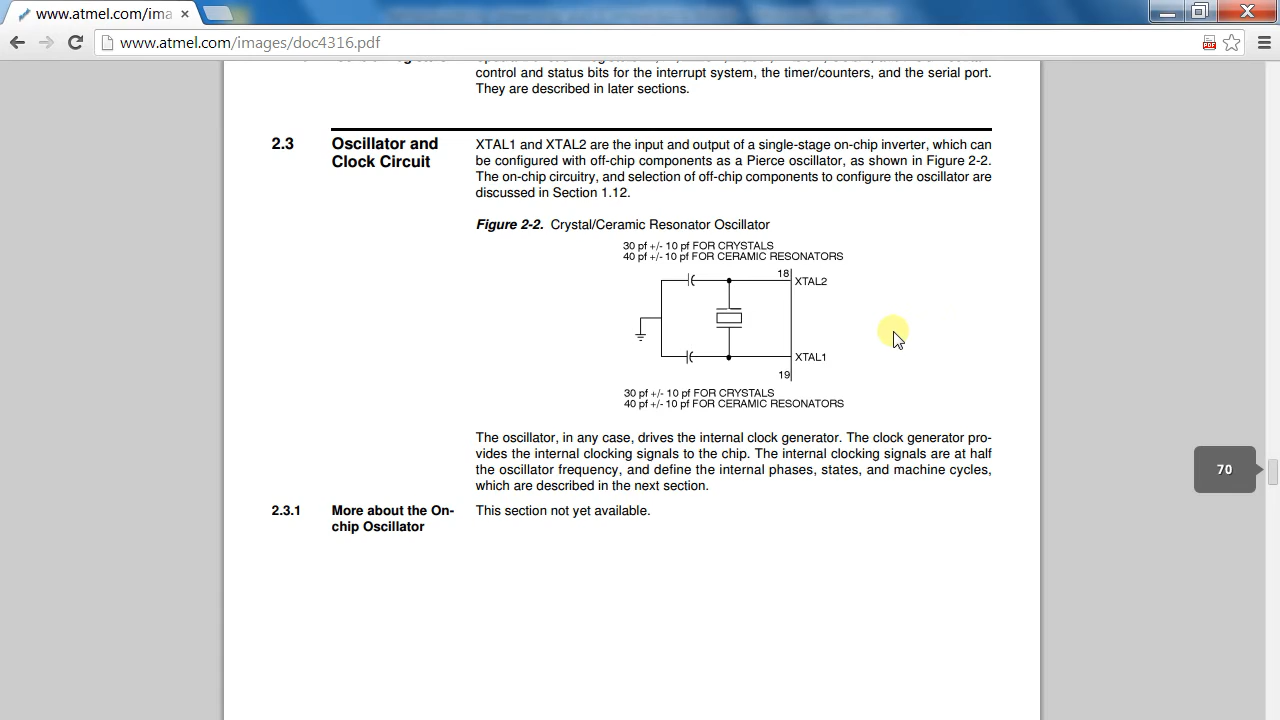 www.atmel.com/ima
www.atmel.com/images/doc4316.pdf
control and status bits for the interrupt system, the timer/counters, and the serial port.
They are described in later sections.
2.3 Oscillator and Clock Circuit
XTAL1 and XTAL2 are the input and output of a single-stage on-chip inverter, which can
be configured with off-chip components as a Pierce oscillator, as shown in Figure 2-2.
The on-chip circuitry, and selection of off-chip components to configure the oscillator are
discussed in Section 1.12.
Figure 2-2. Crystal/Ceramic Resonator Oscillator
30 pf +/- 10 pf FOR CRYSTALS
40 pf +/- 10 pf FOR CERAMIC RESONATORS
18
XTAL2
XTAL1
19
30 pf +/- 10 pf FOR CRYSTALS
40 pf +/- 10 pf FOR CERAMIC RESONATORS
The oscillator, in any case, drives the internal clock generator. The clock generator pro-
vides the internal clocking signals to the chip. The internal clocking signals are at half
the oscillator frequency, and define the internal phases, states, and machine cycles,
which are described in the next section.
70
2.3.1 More about the On-
chip Oscillator
This section not yet available.